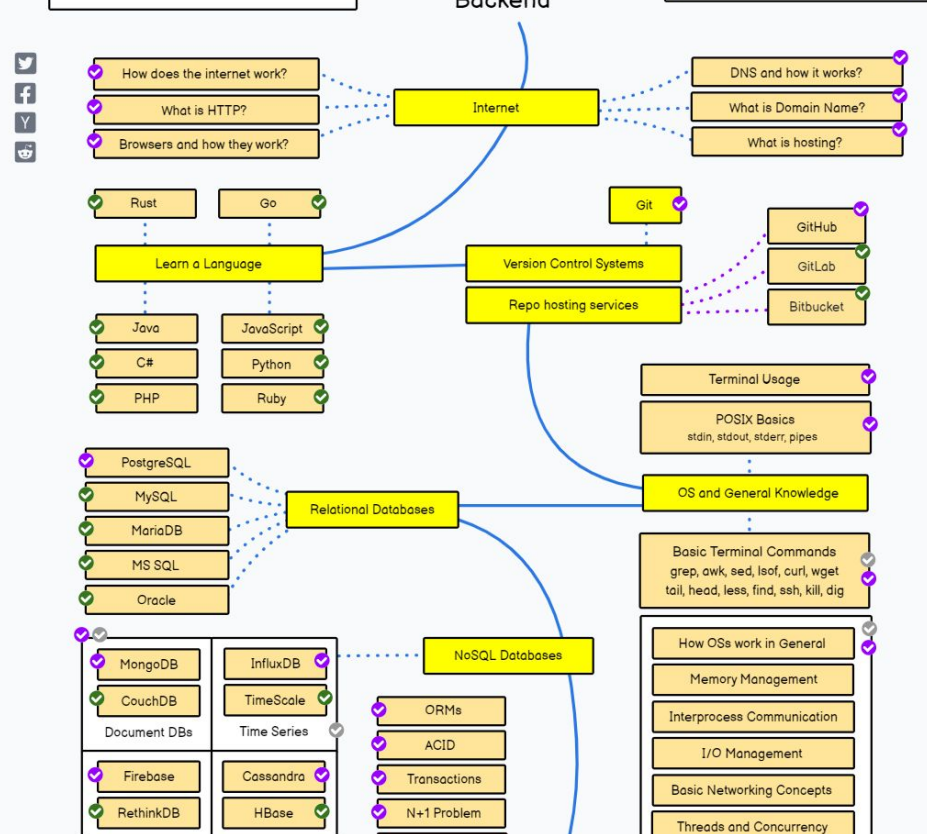 Backend
How does the internet work?
What is HTTP?
Browsers and how they work?
Internet
DNS and how it works?
What is Domain Name?
What is hosting?
Y
Rust
Go
Learn a Language
Java
JavaScript
C#
Python
PHP
Ruby
Git
Version Control Systems
Repo hosting services
GitHub
GitLab
Bitbucket
Terminal Usage
POSIX Basics
stdin, stdout, stderr, pipes
OS and General Knowledge
Basic Terminal Commands
grep, awk, sed, lsof, curl, wget
tail, head, less, find, ssh, kill, dig
How OSs work in General
Memory Management
Interprocess Communication
I/O Management
Basic Networking Concepts
Threads and Concurrency
PostgreSQL
MySQL
MariaDB
MS SQL
Oracle
Relational Databases
NoSQL Databases
MongoDB
CouchDB
Document DBs
InfluxDB
TimeScale
Time Series
Firebase
RethinkDB
Cassandra
HBase
ORMs
ACID
Transactions
N+1 Problem